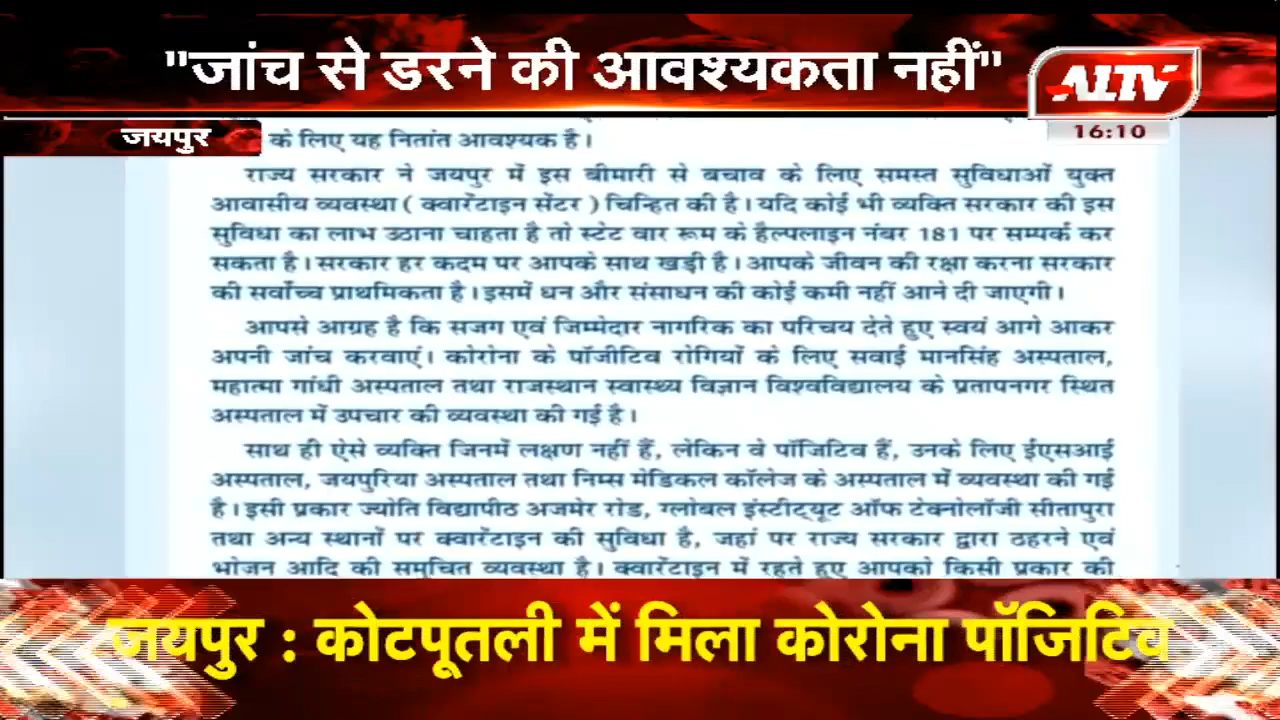 "जांच से डरने की आवश्यकता नहीं"
ALTV
16:10
जयपुर
के लिए यह नितांत आवश्यक है।
राज्य सरकार ने जयपुर में इस बीमारी से बचाव के लिए समस्त सुविधाओं युक्त
आवासीय व्यवस्था ( क्वारेंटाइन सेंटर ) चिन्हित की है। यदि कोई भी व्यक्ति सरकार की इस
सुविधा का लाभ उठाना चाहता है तो स्टेट वार रूम के हैल्पलाइन नंबर 181 पर सम्पर्क कर
सकता है। सरकार हर कदम पर आपके साथ खड़ी है। आपके जीवन की रक्षा करना सरकार
की सर्वोच्च प्राथमिकता है। इसमें धन और संसाधन की कोई कमी नहीं आने दी जाएगी।
आपसे आग्रह है कि सजग एवं जिम्मेदार नागरिक का परिचय देते हुए स्वयं आगे आकर
अपनी जांच करवाएं। कोरोना के पॉजीटिव रोगियों के लिए सवाई मानसिंह अस्पताल,
महात्मा गांधी अस्पताल तथा राजस्थान स्वास्थ्य विज्ञान विश्वविद्यालय के प्रतापनगर स्थित
अस्पताल में उपचार की व्यवस्था की गई है।
साथ ही ऐसे व्यक्ति जिनमें लक्षण नहीं हैं, लेकिन वे पॉजिटिव हैं, उनके लिए ईएसआई
अस्पताल, जयपुरिया अस्पताल तथा निम्स मेडिकल कॉलेज के अस्पताल में व्यवस्था की गई
है। इसी प्रकार ज्योति विद्यापीठ अजमेर रोड, ग्लोबल इंस्टीट्यूट ऑफ टेक्नोलॉजी सीतापुरा
तथा अन्य स्थानों पर क्वारेंटाइन की सुविधा है, जहां पर राज्य सरकार द्वारा ठहरने एवं
भोजन आदि की समुचित व्यवस्था है। क्वारेंटाइन में रहते हुए आपको किसी प्रकार की
जयपुर : कोटपूतली में मिला कोरोना पॉजिटिव